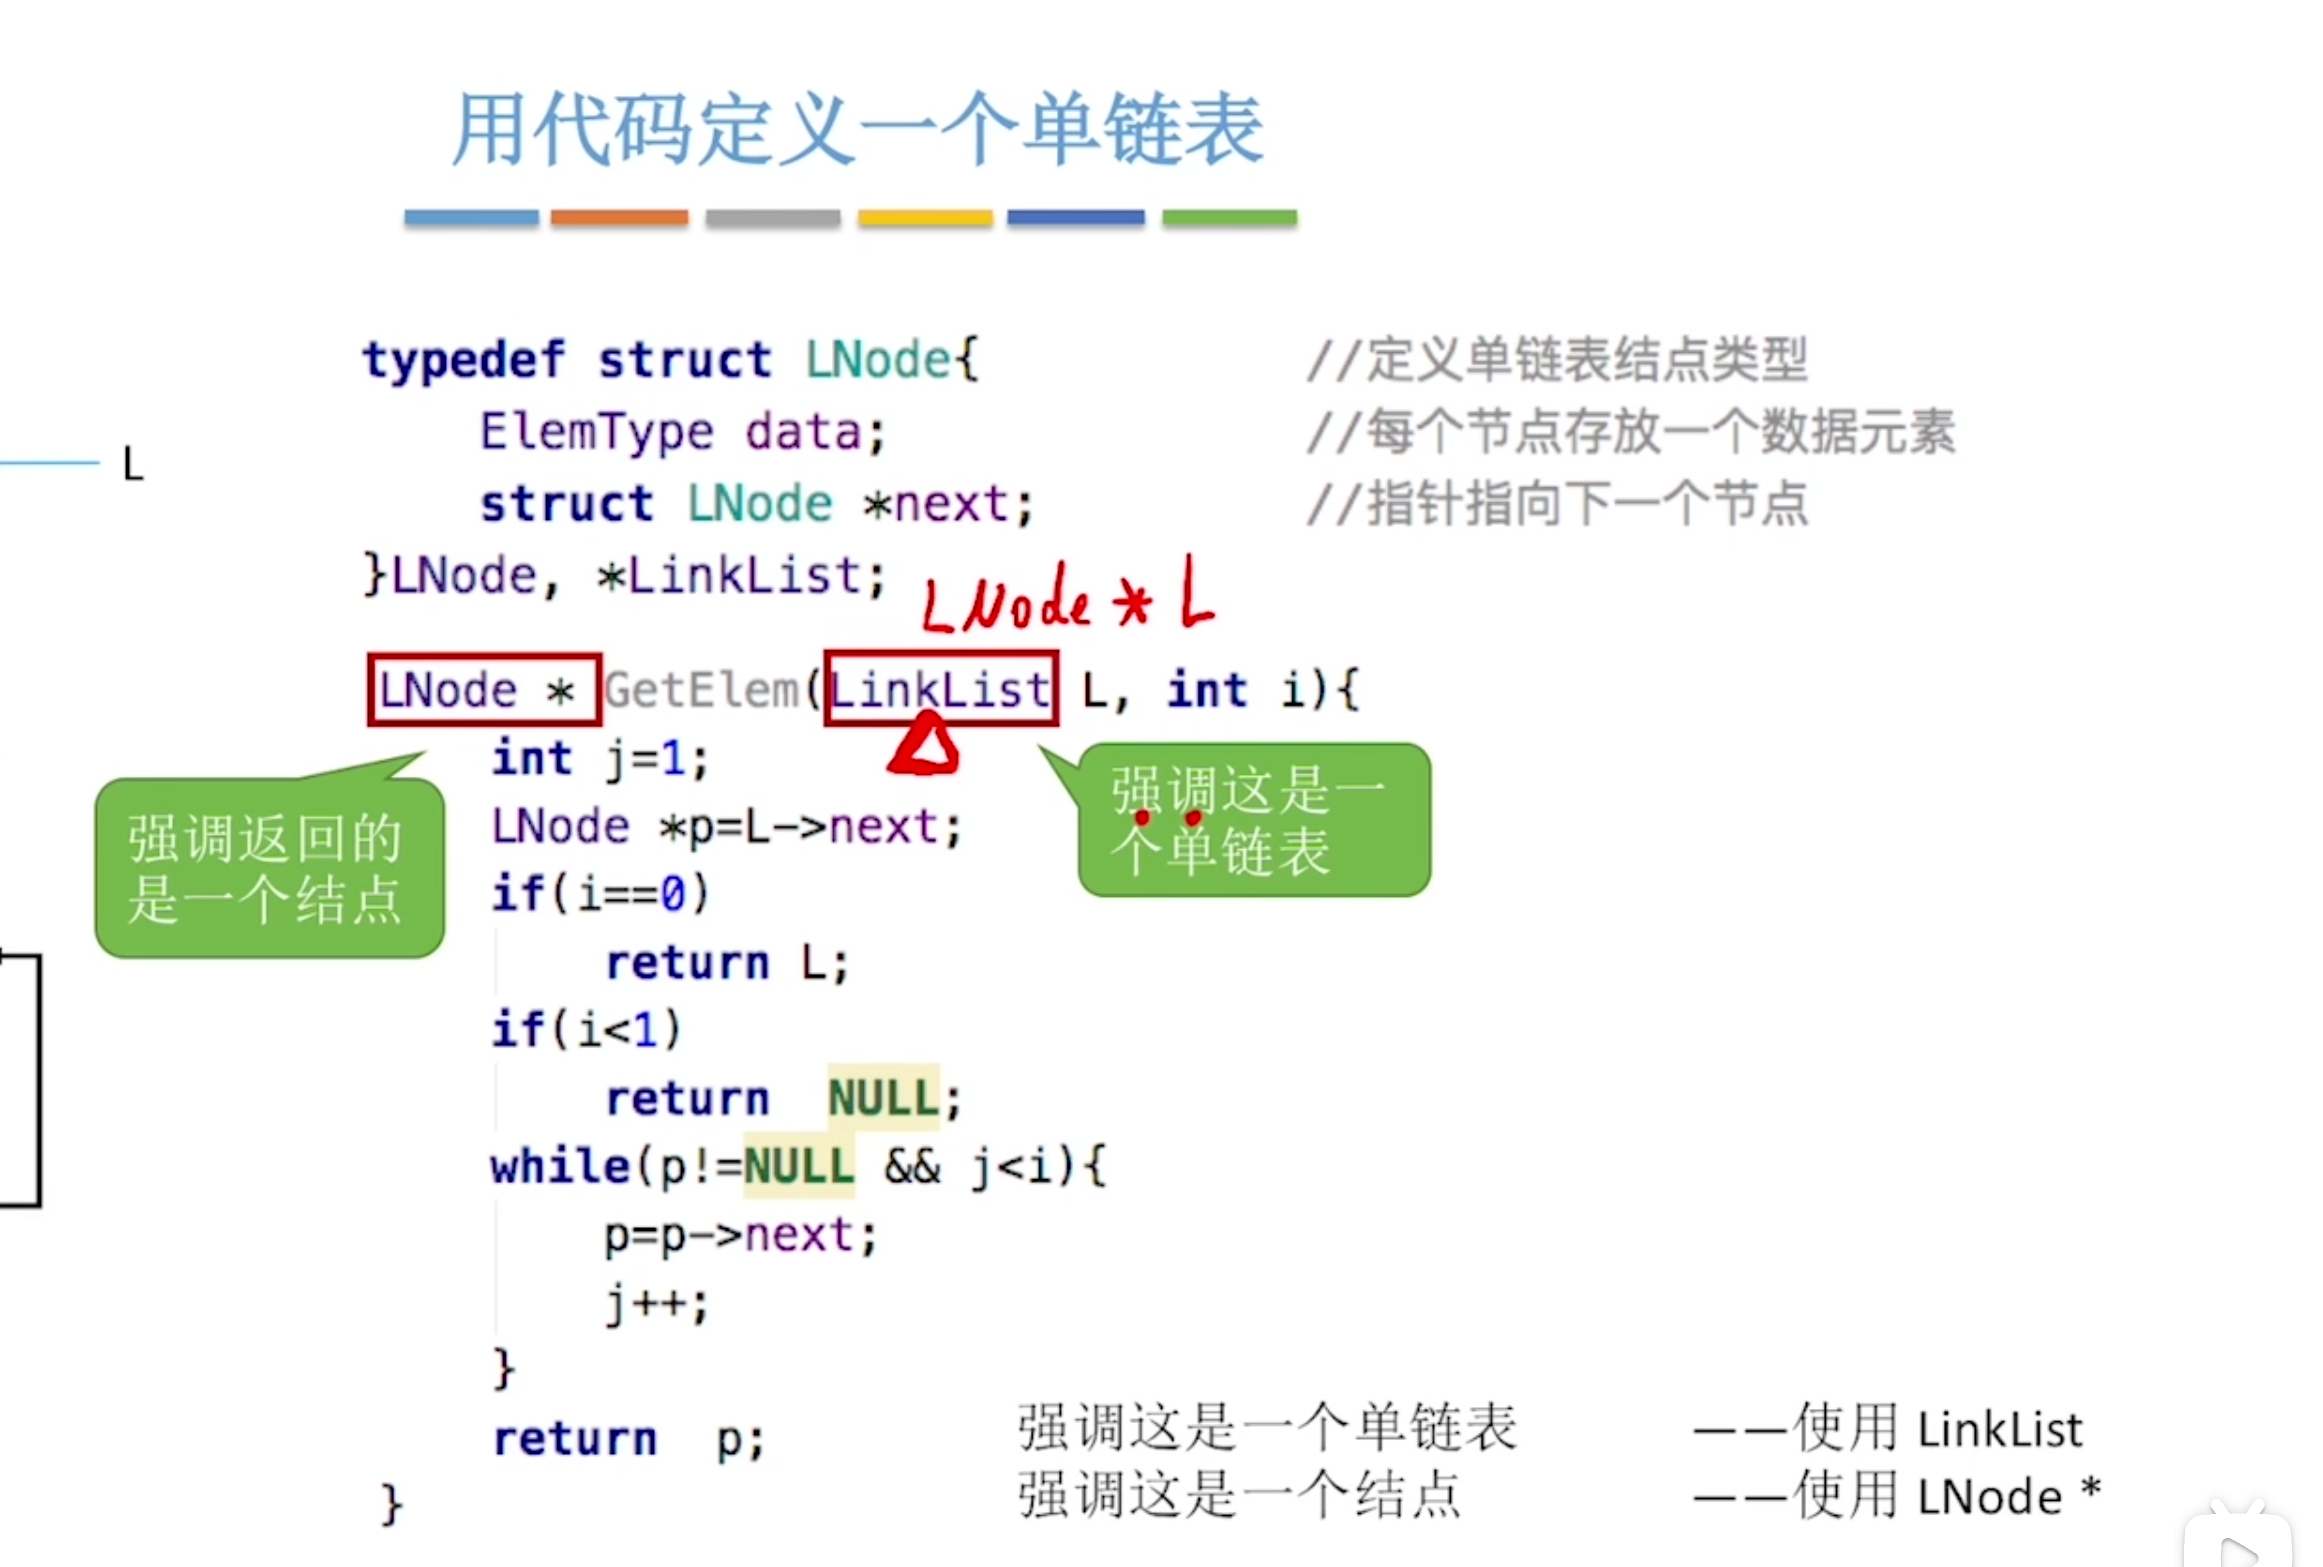 用代码定义一个单链表
typedef struct LNode{ //定义单链表结点类型
ElemType data; //每个节点存放一个数据元素
L
struct LNode *next; //指针指向下一个节点
}LNode, *LinkList;
LNode * L
LNode * GetElem(LinkList L, int i){
int j=1;
强调这是一
个单链表
LNode *p=L->next;
强调返回的
是一个结点
if(i==0)
return L;
if(i<1)
return NULL;
while(p!=NULL && j<i){
p=p->next;
j++;
}
return p;
}
强调这是一个单链表 ——使用 LinkList
强调这是一个结点 ——使用 LNode *